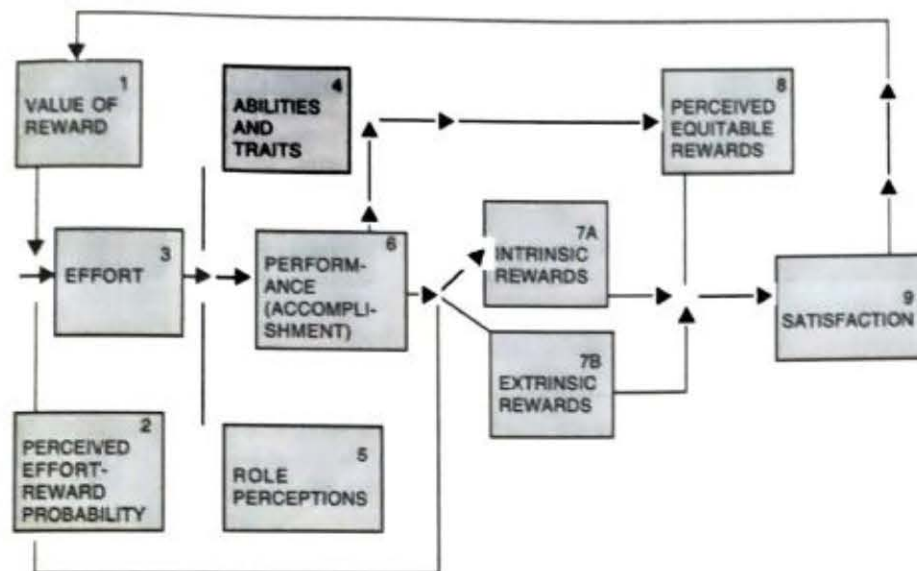 1
VALUE OF
REWARD
4
ABILITIES
AND
TRAITS
8
PERCEIVED
EQUITABLE
REWARDS
3
EFFORT
6
PERFORM-
ANCE
(ACCOMPLI-
SHMENT)
7A
INTRINSIC
REWARDS
7B
EXTRINSIC
REWARDS
9
SATISFACTION
2
PERCEIVED
EFFORT-
REWARD
PROBABILITY
5
ROLE
PERCEPTIONS